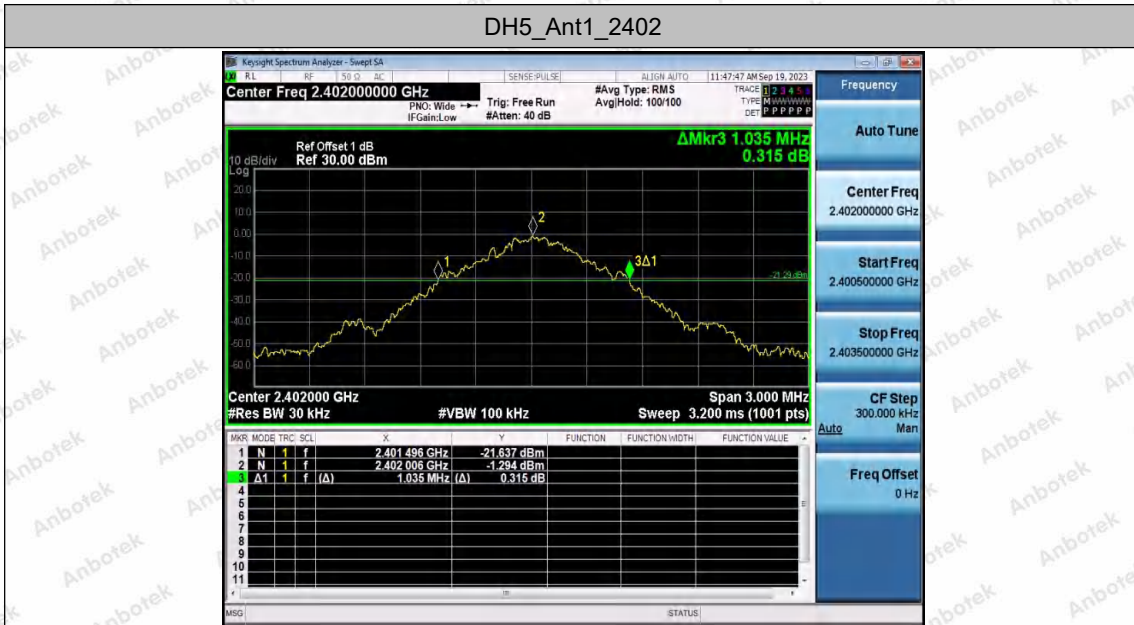 DH5_Ant1_2402
Keysight Spectrum Analyzer - Swept SA
RL RF 50 Ω AC SENSE:PULSE ALIGN AUTO 11:47:47 AM Sep 19, 2023
Center Freq 2.402000000 GHz
PNO: Wide
IFGain:Low
Trig: Free Run
#Atten: 40 dB
#Avg Type: RMS
Avg|Hold: 100/100
TRACE 1 2 3 4 5 6
TYPE M WWWWW
DET P P P P P P
ΔMkr3 1.035 MHz
0.315 dB
Ref Offset 1 dB
10 dB/div Ref 30.00 dBm
Log
20.0
10.0
0.00
-10.0
-20.0
-30.0
-40.0
-50.0
-60.0
1
2
3Δ1
-21.29 dBm
Center 2.402000 GHz Span 3.000 MHz
#Res BW 30 kHz #VBW 100 kHz Sweep 3.200 ms (1001 pts)
MKR MODE TRC SCL X Y FUNCTION FUNCTION WIDTH FUNCTION VALUE
1 N 1 f 2.401 496 GHz -21.637 dBm
2 N 1 f 2.402 006 GHz -1.294 dBm
3 Δ1 1 f (Δ) 1.035 MHz (Δ) 0.315 dB
4
5
6
7
8
9
10
11
MSG STATUS
Frequency
Auto Tune
Center Freq
2.402000000 GHz
Start Freq
2.400500000 GHz
Stop Freq
2.403500000 GHz
CF Step
300.000 kHz
Auto Man
Freq Offset
0 Hz
Anbotek